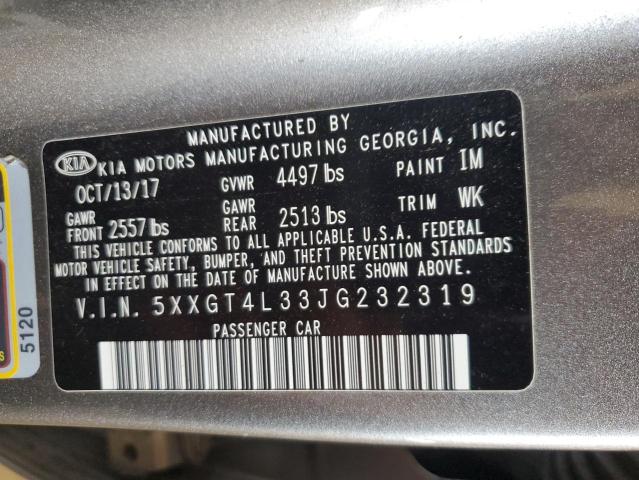 MANUFACTURED BY
KIA KIA MOTORS MANUFACTURING GEORGIA, INC.
OCT/13/17 GVWR 4497 lbs PAINT IM
GAWR FRONT 2557 lbs GAWR REAR 2513 lbs TRIM WK
THIS VEHICLE CONFORMS TO ALL APPLICABLE U.S.A. FEDERAL
MOTOR VEHICLE SAFETY, BUMPER, AND THEFT PREVENTION STANDARDS
IN EFFECT ON THE DATE OF MANUFACTURE SHOWN ABOVE.
V.I.N. 5XXGT4L33JG232319
PASSENGER CAR
5120